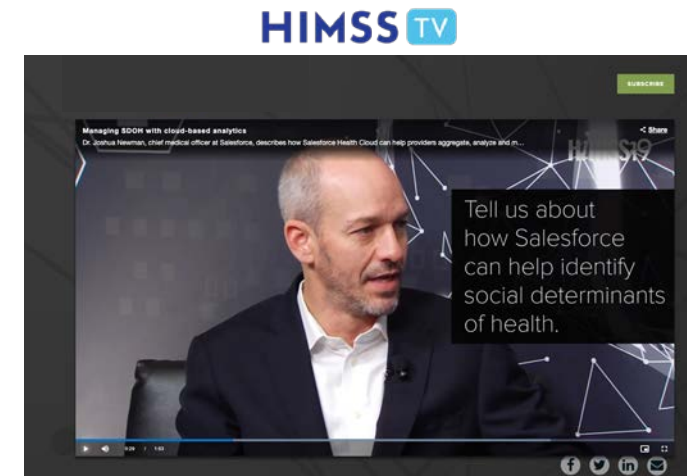 HIMSS TV
SUBSCRIBE
Managing SDOH with cloud-based analytics
Share
Dr. Joshua Newman, chief medical officer at Salesforce, describes how Salesforce Health Cloud can help providers aggregate, analyze and m...
HIMSS19
Tell us about
how Salesforce
can help identify
social determinants
of health.
0:29 / 1:53
f in